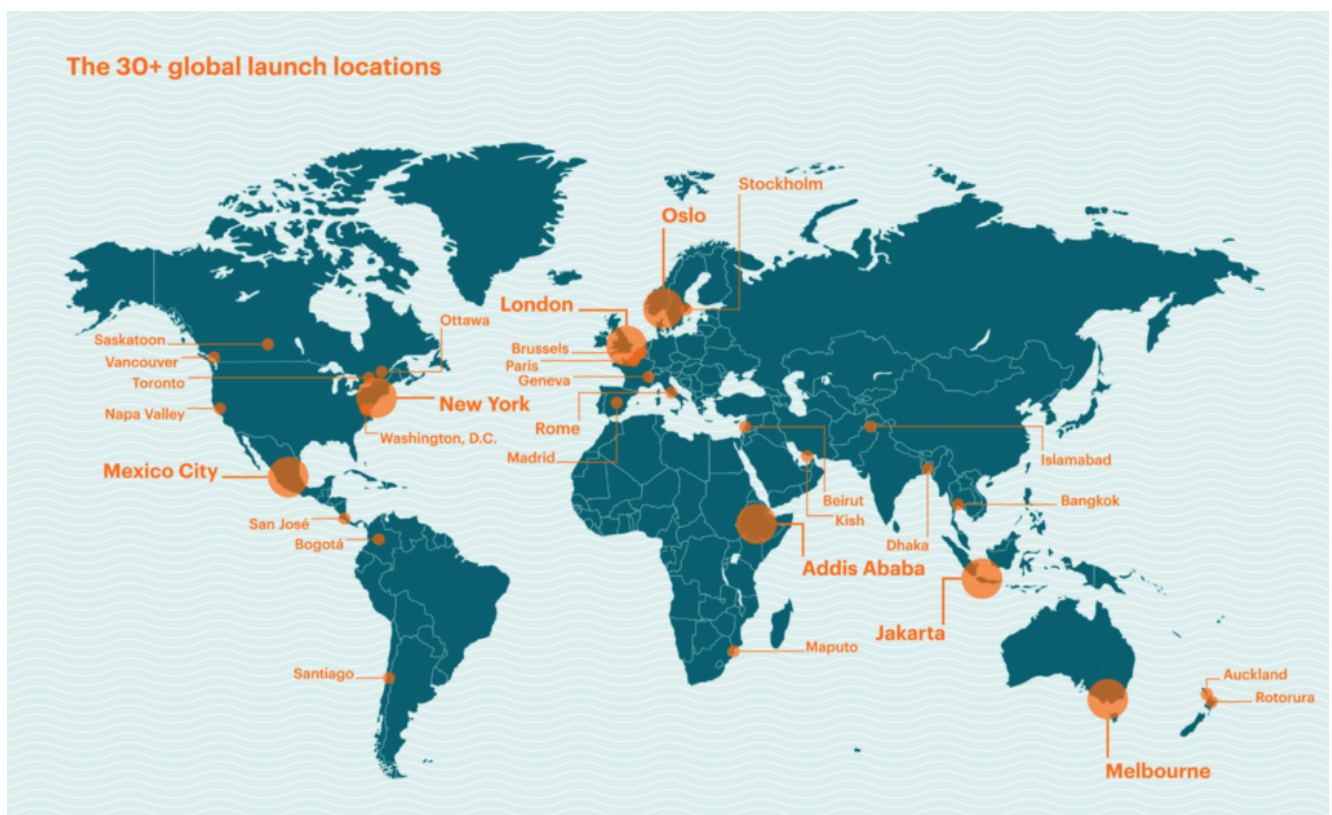 The 30+ global launch locations
Stockholm
Oslo
London
Ottawa
Saskatoon
Vancouver
Toronto
Napa Valley
New York
Washington, D.C.
Brussels
Paris
Geneva
Rome
Madrid
Mexico City
San José
Bogotá
Islamabad
Beirut
Kish
Bangkok
Dhaka
Addis Ababa
Jakarta
Maputo
Santiago
Auckland
Rotorura
Melbourne